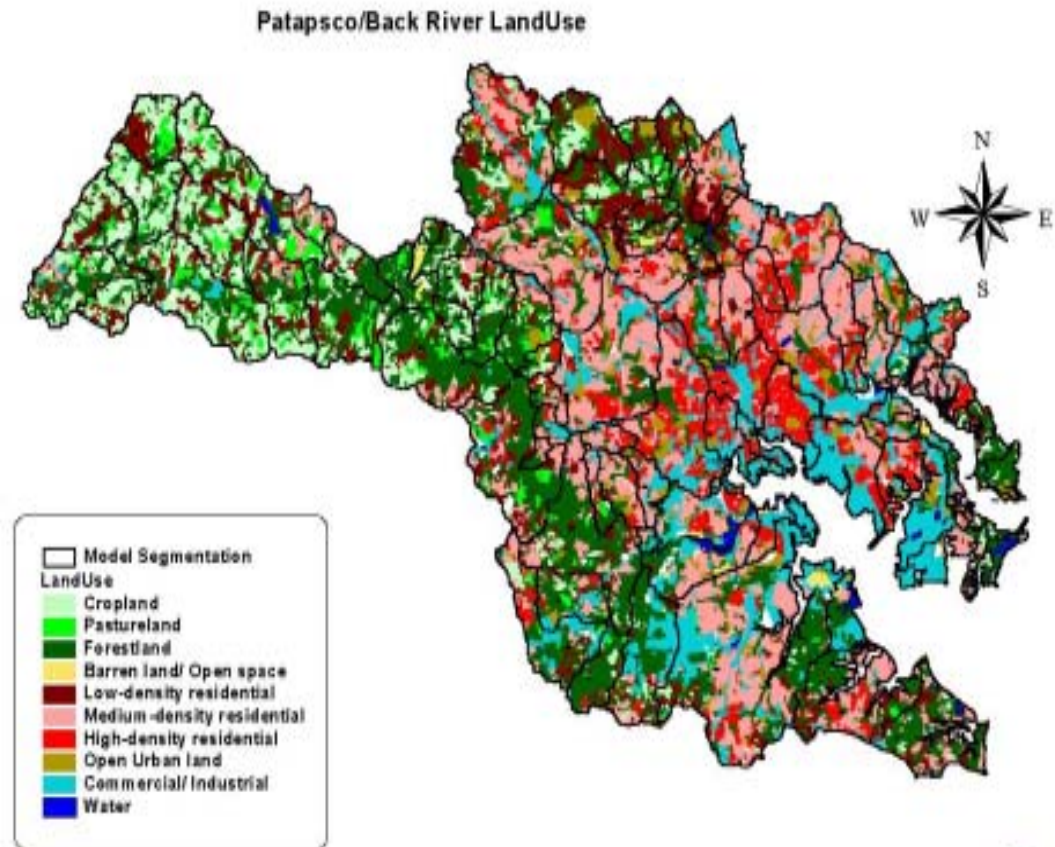 Patapsco/Back River LandUse
N
W E
S
Model Segmentation
LandUse
Cropland
Pastureland
Forestland
Barren land/ Open space
Low-density residential
Medium-density residential
High-density residential
Open Urban land
Commercial/ Industrial
Water